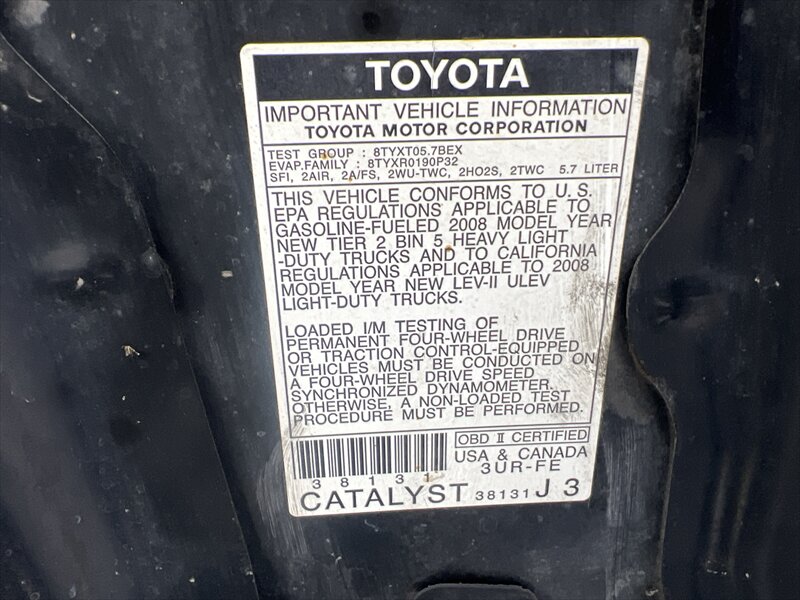 TOYOTA
IMPORTANT VEHICLE INFORMATION
TOYOTA MOTOR CORPORATION
TEST GROUP : 8TYXT05.7BEX
EVAP.FAMILY : 8TYXR0190P32
SFI, 2AIR, 2A/FS, 2WU-TWC, 2HO2S, 2TWC 5.7 LITER
THIS VEHICLE CONFORMS TO U.S.
EPA REGULATIONS APPLICABLE TO
GASOLINE-FUELED 2008 MODEL YEAR
NEW TIER 2 BIN 5 HEAVY LIGHT
-DUTY TRUCKS AND TO CALIFORNIA
REGULATIONS APPLICABLE TO 2008
MODEL YEAR NEW LEV-II ULEV
LIGHT-DUTY TRUCKS.
LOADED I/M TESTING OF
PERMANENT FOUR-WHEEL DRIVE
OR TRACTION CONTROL-EQUIPPED
VEHICLES MUST BE CONDUCTED ON
A FOUR-WHEEL DRIVE SPEED
SYNCHRONIZED DYNAMOMETER.
OTHERWISE, A NON-LOADED TEST
PROCEDURE MUST BE PERFORMED.
OBD II CERTIFIED
USA & CANADA
3UR-FE
38131
CATALYST 38131 J 3